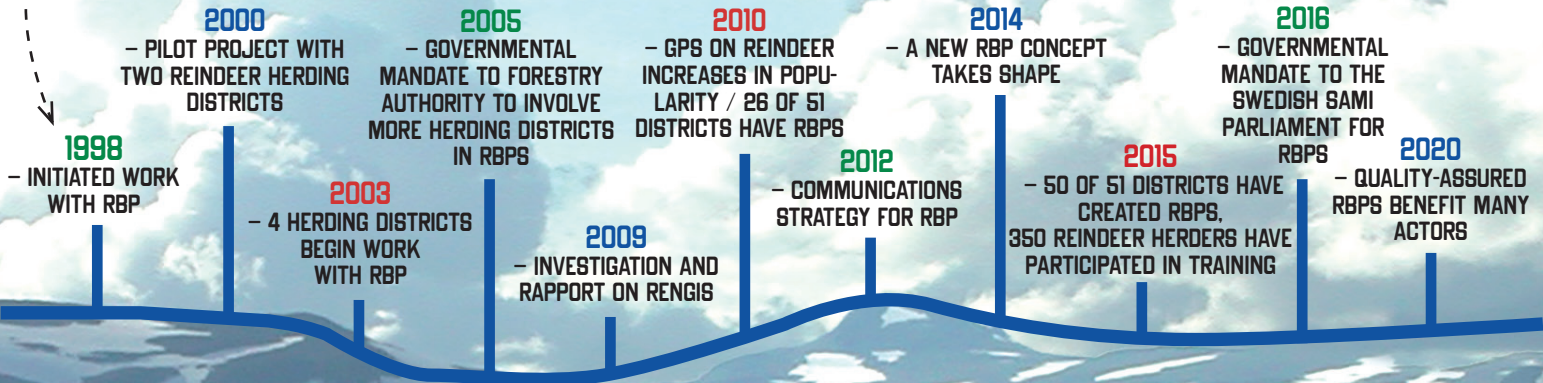 1998
– INITIATED WORK
WITH RBP
2000
– PILOT PROJECT WITH
TWO REINDEER HERDING
DISTRICTS
2003
– 4 HERDING DISTRICTS
BEGIN WORK
WITH RBP
2005
– GOVERNMENTAL
MANDATE TO FORESTRY
AUTHORITY TO INVOLVE
MORE HERDING DISTRICTS
IN RBPS
2009
– INVESTIGATION AND
RAPPORT ON RENGIS
2010
– GPS ON REINDEER
INCREASES IN POPU-
LARITY / 26 OF 51
DISTRICTS HAVE RBPS
2012
– COMMUNICATIONS
STRATEGY FOR RBP
2014
– A NEW RBP CONCEPT
TAKES SHAPE
2015
– 50 OF 51 DISTRICTS HAVE
CREATED RBPS,
350 REINDEER HERDERS HAVE
PARTICIPATED IN TRAINING
2016
– GOVERNMENTAL
MANDATE TO THE
SWEDISH SAMI
PARLIAMENT FOR
RBPS
2020
– QUALITY-ASSURED
RBPS BENEFIT MANY
ACTORS